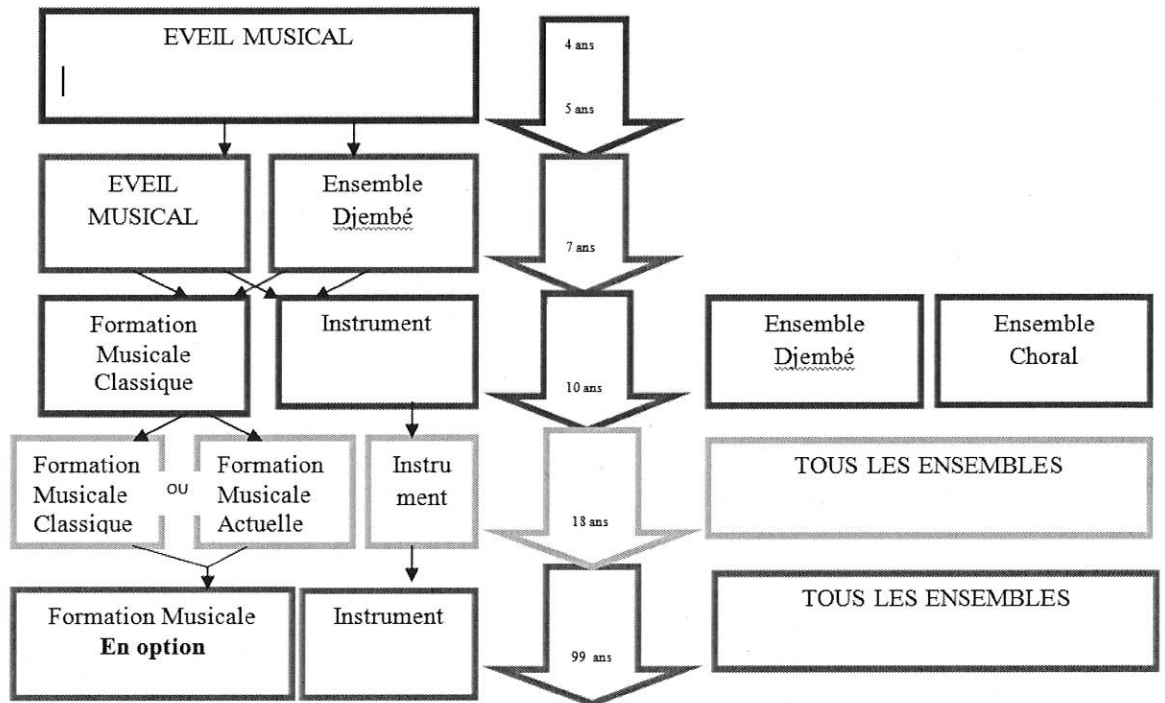 EVEIL MUSICAL
4 ans
5 ans
EVEIL
MUSICAL
Ensemble
Djembé
7 ans
Formation
Musicale
Classique
Instrument
10 ans
Ensemble
Djembé
Ensemble
Choral
Formation
Musicale
Classique
OU
Formation
Musicale
Actuelle
Instru
ment
18 ans
TOUS LES ENSEMBLES
Formation Musicale
En option
Instrument
99 ans
TOUS LES ENSEMBLES